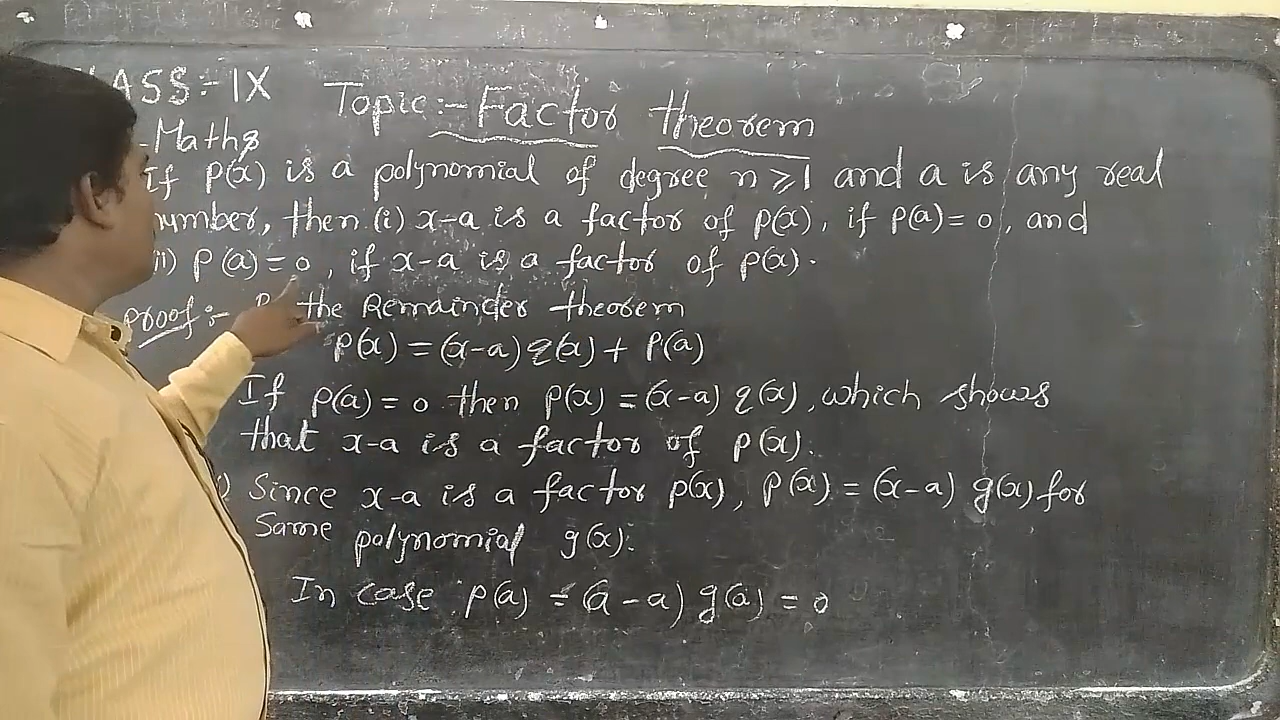 ASS:- IX
Topic:- Factor theorem
-Maths
If P(x) is a polynomial of degree n ⩾ 1 and a is any real
number, then (i) x-a is a factor of P(x), if P(a) = 0, and
ii) P(a) = 0, if x-a is a factor of P(x).
Proof:- the Remainder theorem
P(x) = (x-a) q(x) + P(a)
If P(a) = 0 then P(x) = (x-a) q(x), which shows
that x-a is a factor of P(x).
) Since x-a is a factor P(x), P(x) = (x-a) g(x) for
Same polynomial g(x).
In case P(a) = (a-a) g(a) = 0